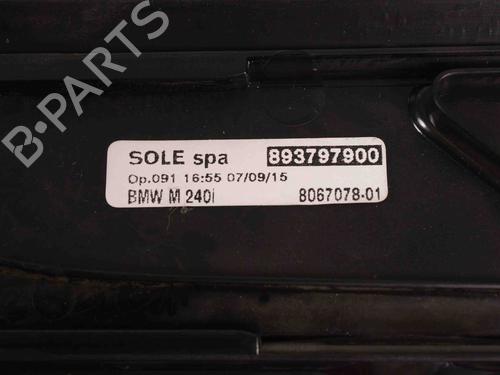 SOLE spa 893797900
Op.091 16:55 07/09/15
BMW M 240i 8067078-01
B-PARTS